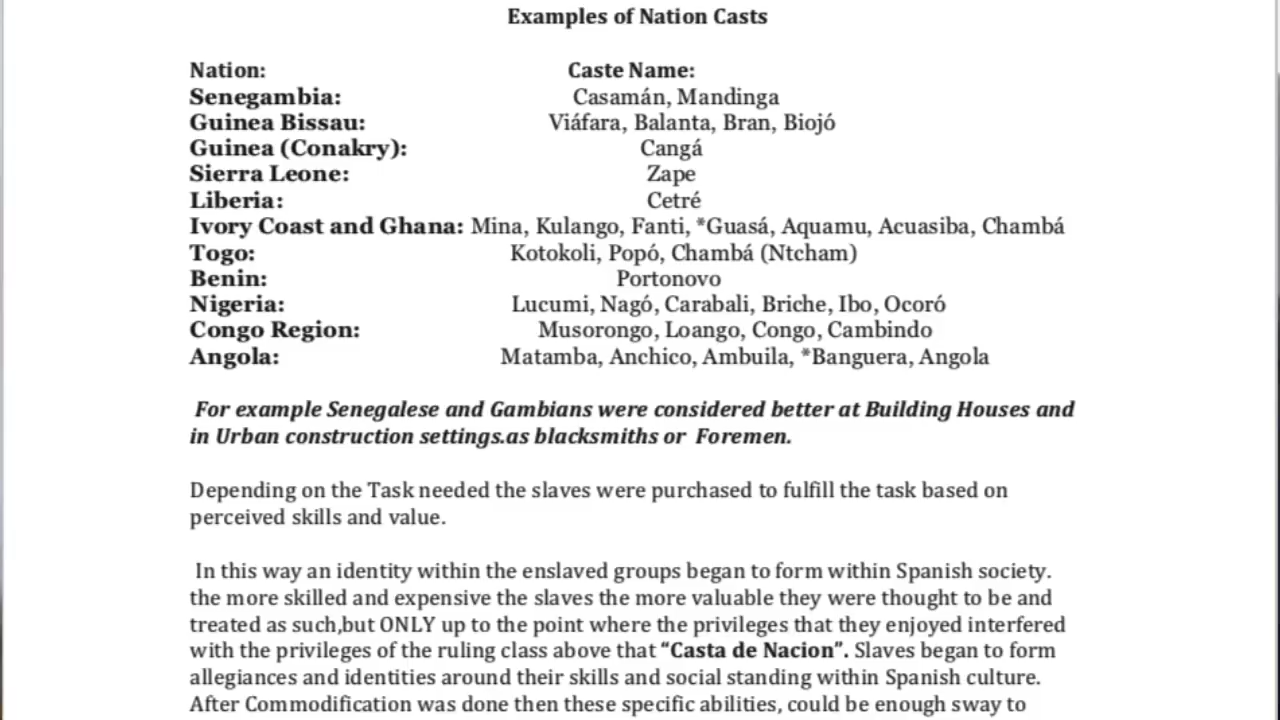 Examples of Nation Casts
Nation: Caste Name:
Senegambia: Casamán, Mandinga
Guinea Bissau: Viáfara, Balanta, Bran, Biojó
Guinea (Conakry): Cangá
Sierra Leone: Zape
Liberia: Cetré
Ivory Coast and Ghana: Mina, Kulango, Fanti, *Guasá, Aquamu, Acuasiba, Chambá
Togo: Kotokoli, Popó, Chambá (Ntcham)
Benin: Portonovo
Nigeria: Lucumi, Nagó, Carabali, Briche, Ibo, Ocoró
Congo Region: Musorongo, Loango, Congo, Cambindo
Angola: Matamba, Anchico, Ambuila, *Banguera, Angola
For example Senegalese and Gambians were considered better at Building Houses and
in Urban construction settings.as blacksmiths or Foremen.
Depending on the Task needed the slaves were purchased to fulfill the task based on
perceived skills and value.
In this way an identity within the enslaved groups began to form within Spanish society.
the more skilled and expensive the slaves the more valuable they were thought to be and
treated as such,but ONLY up to the point where the privileges that they enjoyed interfered
with the privileges of the ruling class above that “Casta de Nacion”. Slaves began to form
allegiances and identities around their skills and social standing within Spanish culture.
After Commodification was done then these specific abilities, could be enough sway to